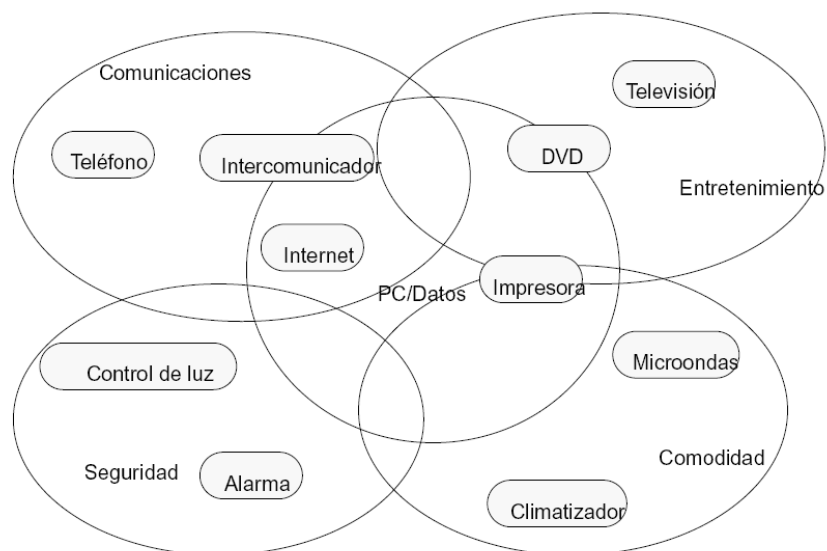 Comunicaciones
Televisión
Teléfono
Intercomunicador
DVD
Entretenimiento
Internet
PC/Datos
Impresora
Control de luz
Microondas
Seguridad
Alarma
Comodidad
Climatizador